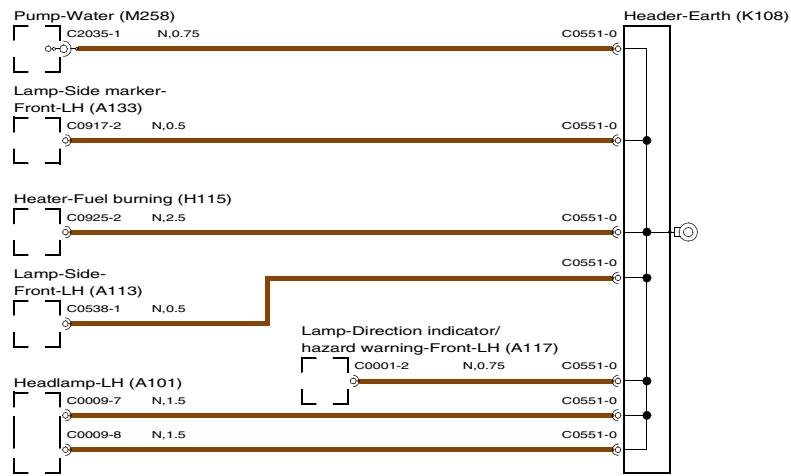 Pump-Water (M258)
Header-Earth (K108)
C2035-1 N,0.75 C0551-0
Lamp-Side marker-
Front-LH (A133)
C0917-2 N,0.5 C0551-0
Heater-Fuel burning (H115)
C0925-2 N,2.5 C0551-0
C0551-0
Lamp-Side-
Front-LH (A113)
C0538-1 N,0.5
Lamp-Direction indicator/
hazard warning-Front-LH (A117)
C0001-2 N,0.75 C0551-0
Headlamp-LH (A101)
C0009-7 N,1.5 C0551-0
C0009-8 N,1.5 C0551-0